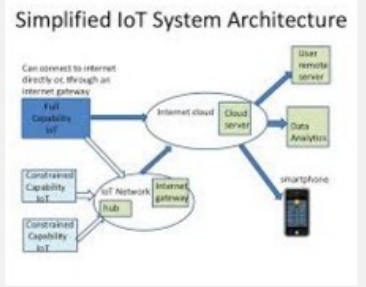 Simplified IoT System Architecture
Can connect to internet
directly or, through an
internet gateway
Full
Capability
IoT
User
remote
server
Internet cloud
Cloud
server
Data
Analytics
Constrained
Capability
IoT
IoT Network
Internet
gateway
hub
smartphone
Constrained
Capability
IoT